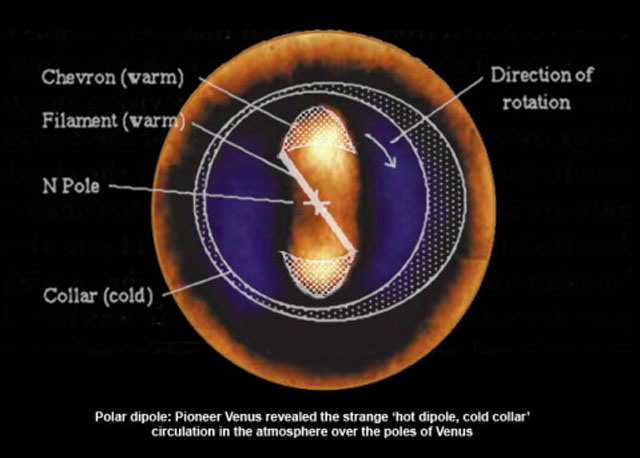 Chevron (warm)
Filament (warm)
N Pole
Collar (cold)
Direction of
rotation
Polar dipole: Pioneer Venus revealed the strange ‘hot dipole, cold collar’
circulation in the atmosphere over the poles of Venus